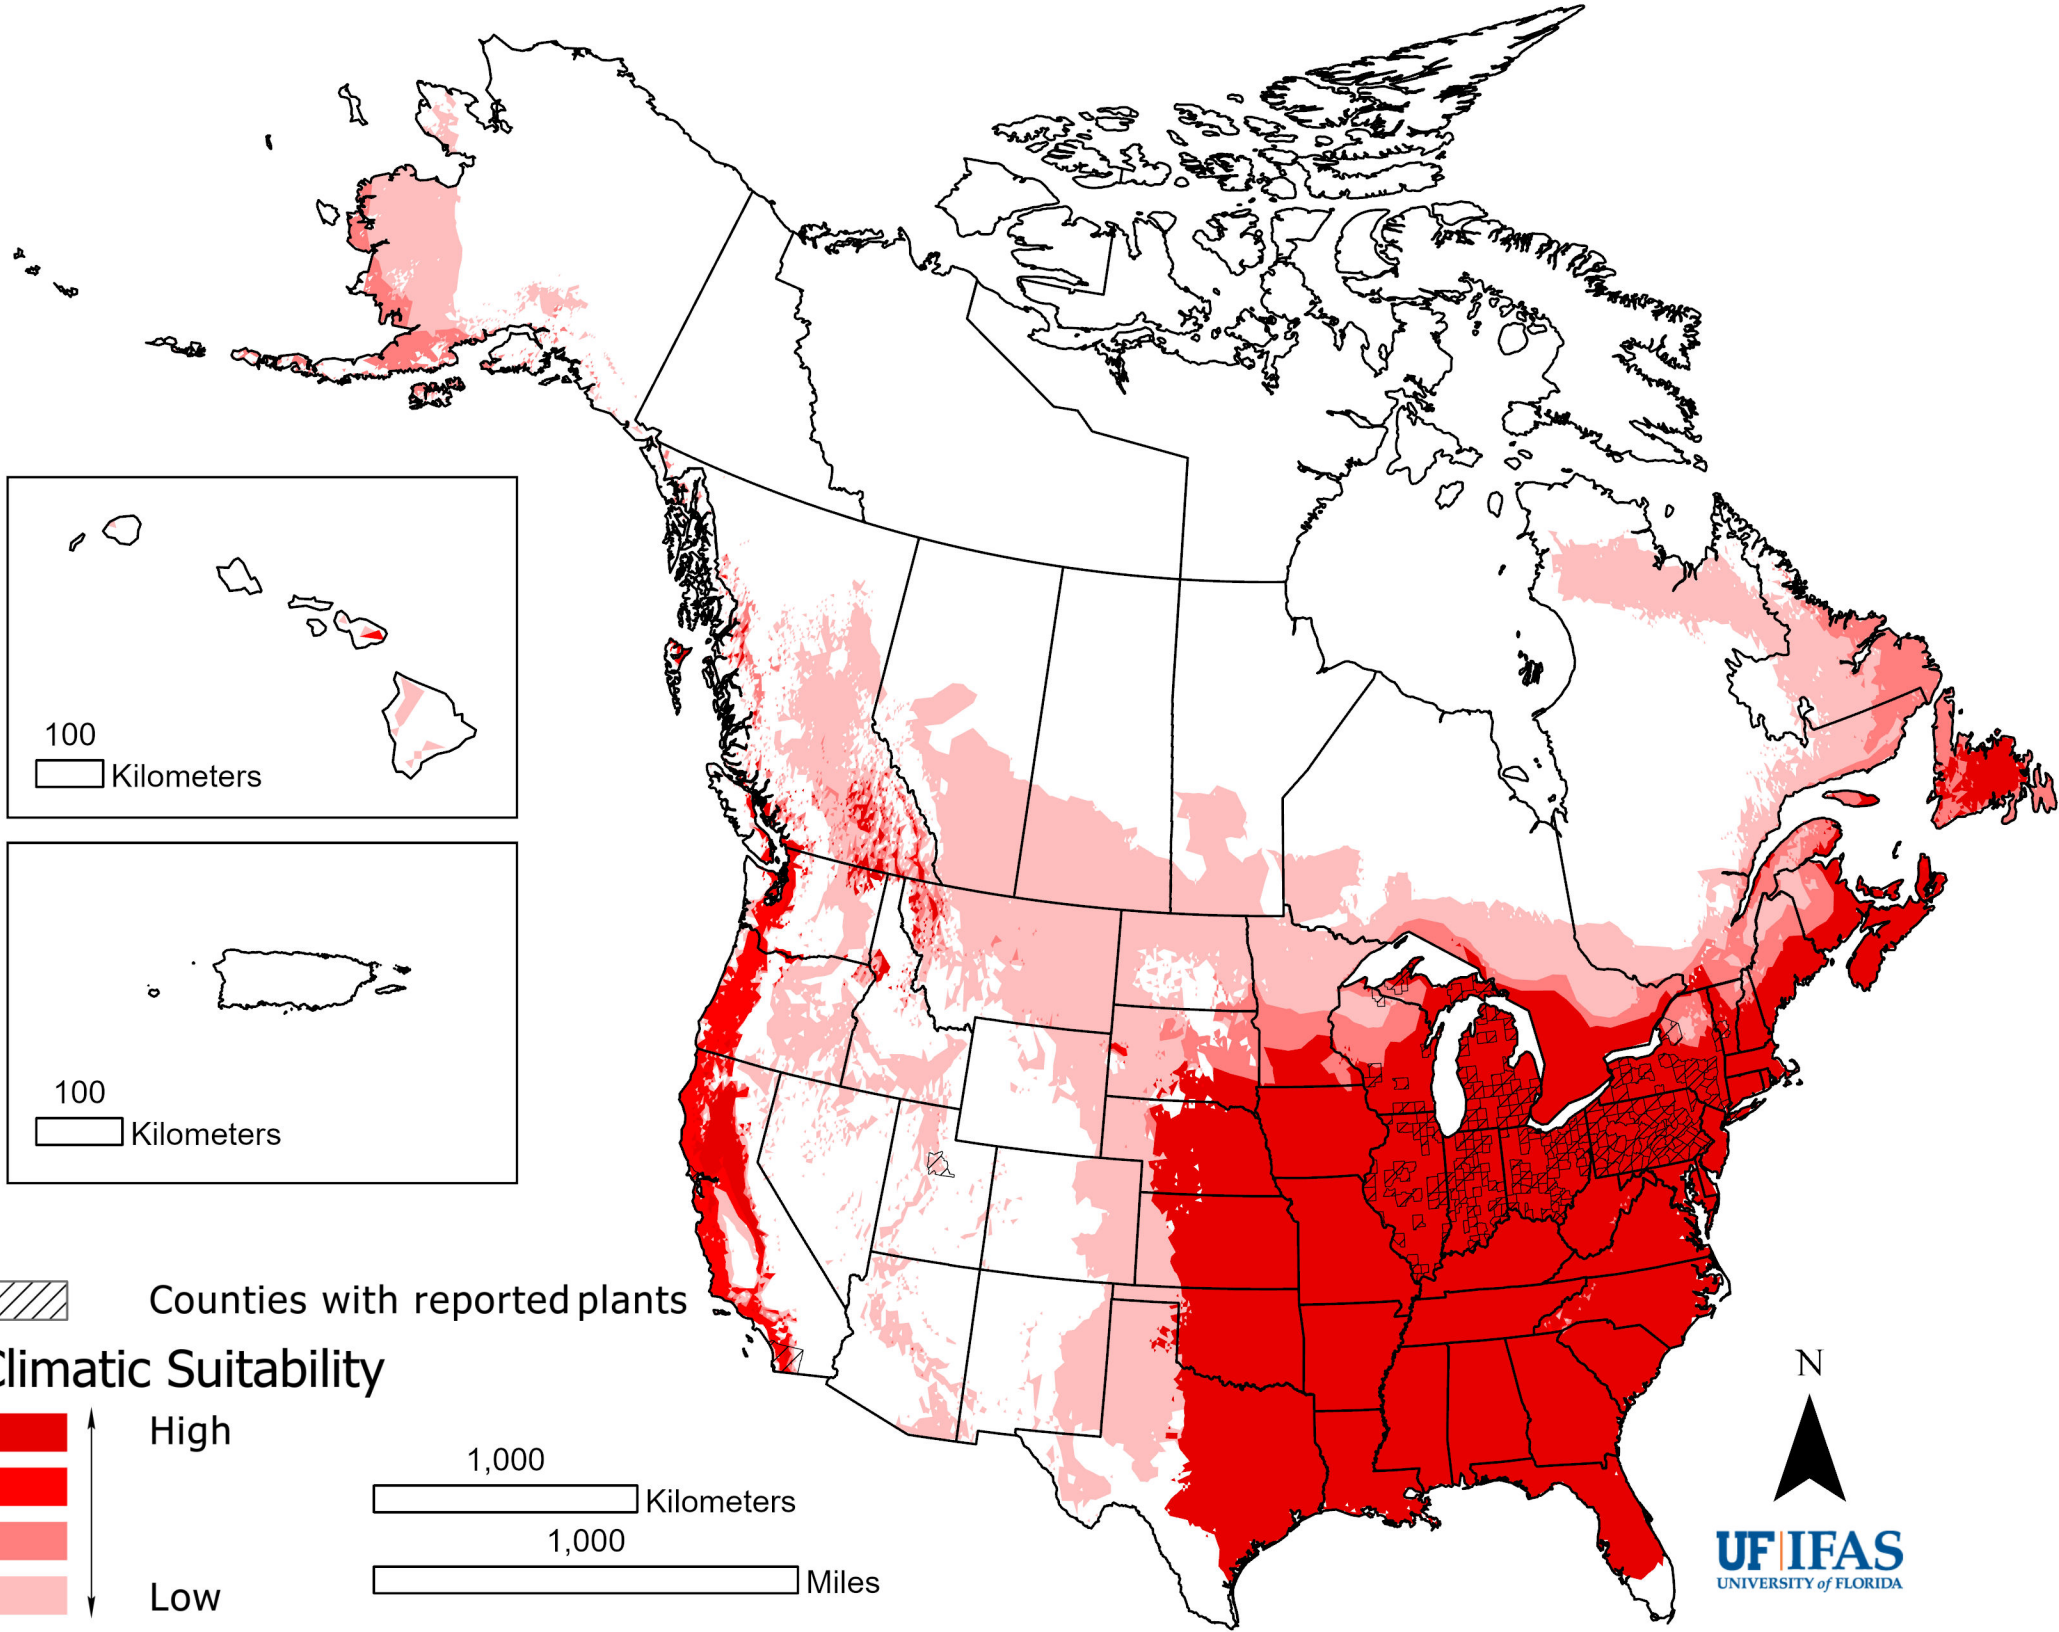 100
Kilometers
100
Kilometers
Counties with reported plants
Climatic Suitability
High
Low
1,000
Kilometers
1,000
Miles
N
UF|IFAS
UNIVERSITY of FLORIDA